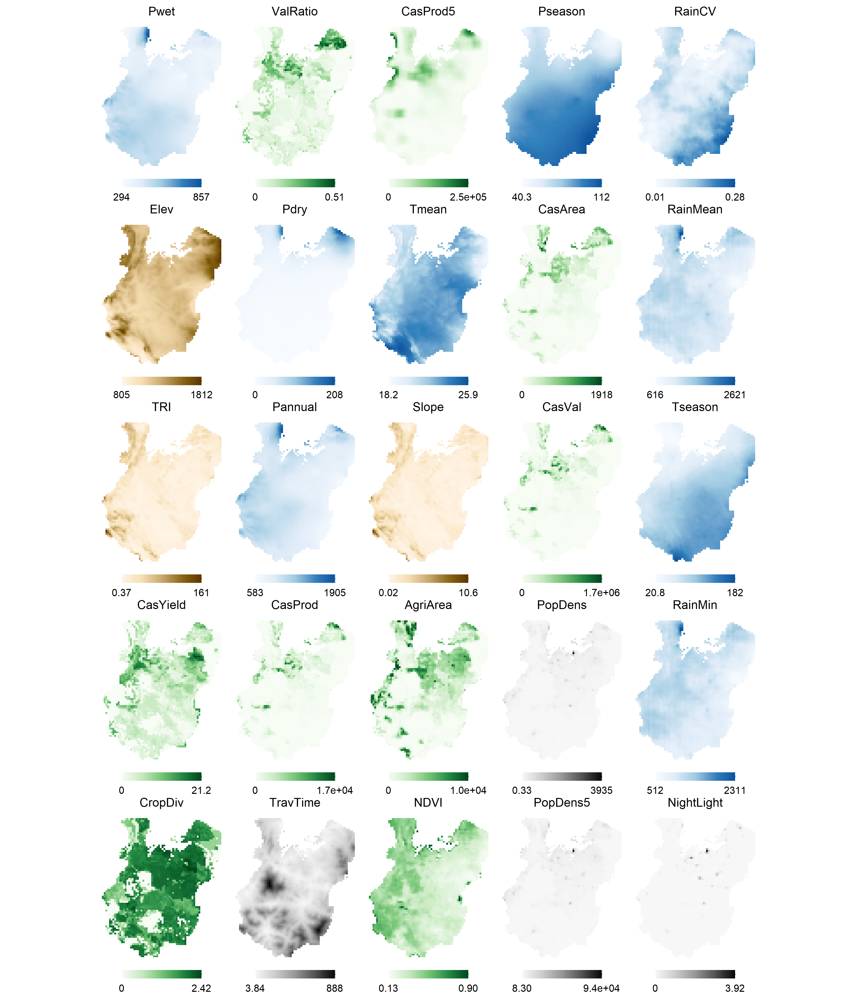 Pwet ValRatio CasProd5 Pseason RainCV
294 857 0 0.51 0 2.5e+05 40.3 112 0.01 0.28
Elev Pdry Tmean CasArea RainMean
805 1812 0 208 18.2 25.9 0 1918 616 2621
TRI Pannual Slope CasVal Tseason
0.37 161 583 1905 0.02 10.6 0 1.7e+06 20.8 182
CasYield CasProd AgriArea PopDens RainMin
0 21.2 0 1.7e+04 0 1.0e+04 0.33 3935 512 2311
CropDiv TravTime NDVI PopDens5 NightLight
0 2.42 3.84 888 0.13 0.90 8.30 9.4e+04 0 3.92